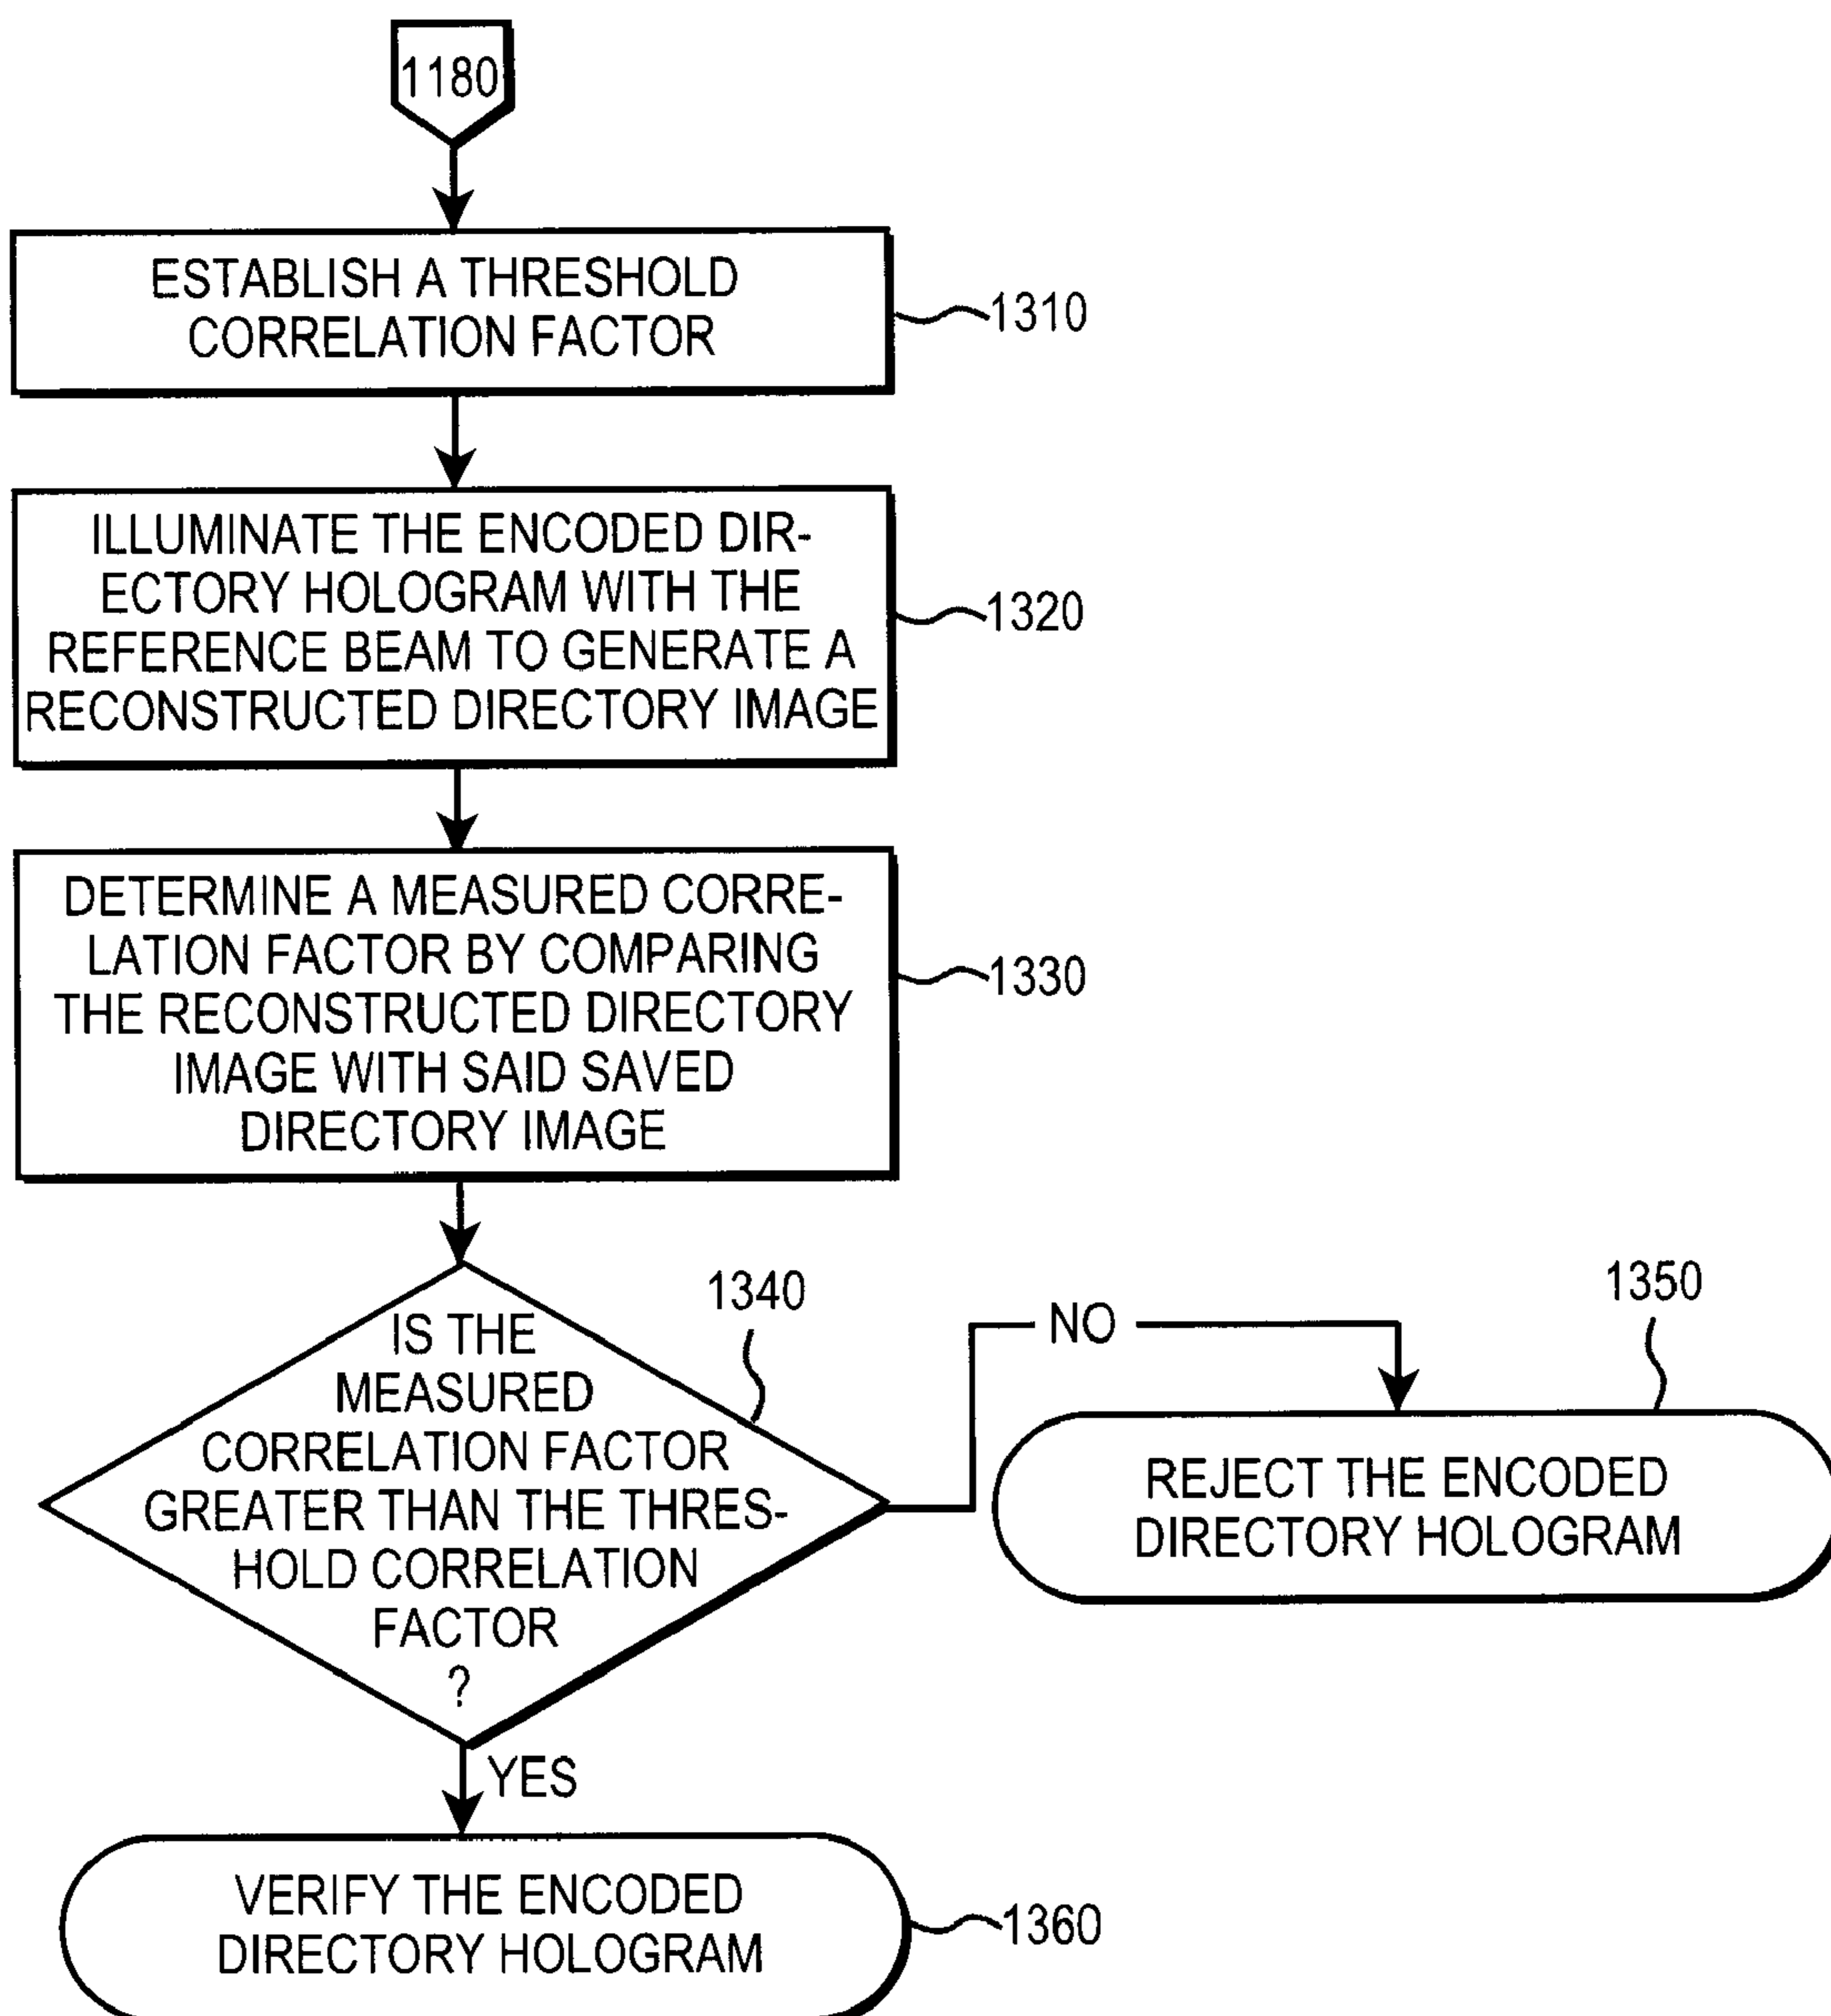 1180
ESTABLISH A THRESHOLD
CORRELATION FACTOR
1310
ILLUMINATE THE ENCODED DIR-
ECTORY HOLOGRAM WITH THE
REFERENCE BEAM TO GENERATE A
RECONSTRUCTED DIRECTORY IMAGE
1320
DETERMINE A MEASURED CORRE-
LATION FACTOR BY COMPARING
THE RECONSTRUCTED DIRECTORY
IMAGE WITH SAID SAVED
DIRECTORY IMAGE
1330
IS THE
MEASURED
CORRELATION FACTOR
GREATER THAN THE THRES-
HOLD CORRELATION
FACTOR
?
1340
NO
1350
REJECT THE ENCODED
DIRECTORY HOLOGRAM
YES
VERIFY THE ENCODED
DIRECTORY HOLOGRAM
1360